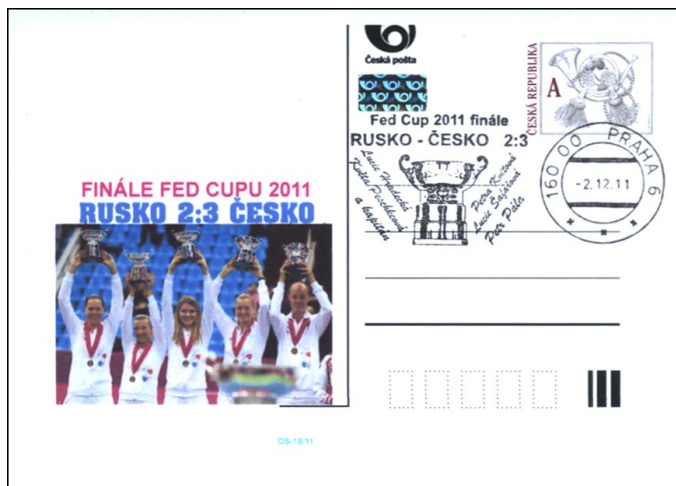 Česká pošta
Fed Cup 2011 finále
RUSKO - ČESKO 2:3
Lucie Hradecká
Květa Peschkeová
a kapitán
Petra Kvitová
Lucie Šafářová
Petr Pála
ČESKÁ REPUBLIKA
A
160 00 PRAHA 6
-2.12.11
FINÁLE FED CUPU 2011
RUSKO 2:3 ČESKO
OS-18/11